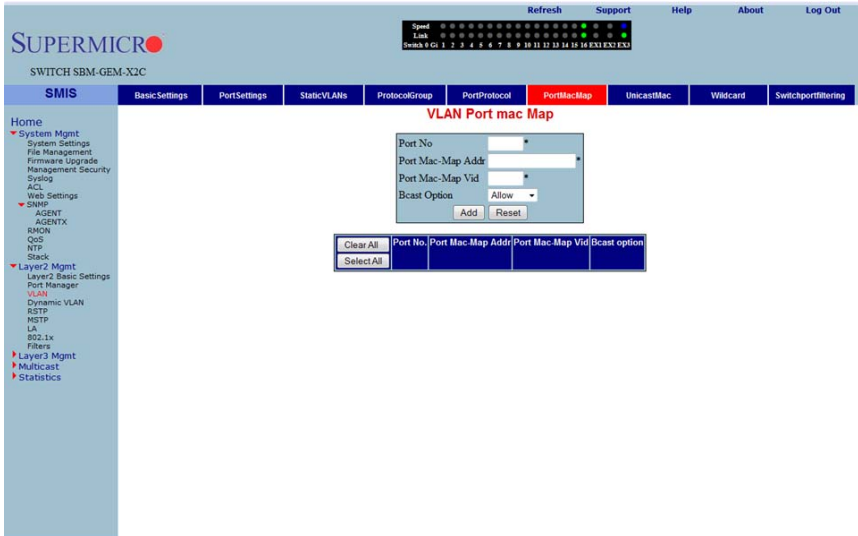 Refresh Support Help About Log Out
Speed
Link
Switch 0 Gi 1 2 3 4 5 6 7 8 9 10 11 12 13 14 15 16 EX1 EX2 EX3
SUPERMICRO
SWITCH SBM-GEM-X2C
SMIS
BasicSettings PortSettings StaticVLANs ProtocolGroup PortProtocol PortMacMap UnicastMac Wildcard Switchportfiltering
Home
System Mgmt
System Settings
File Management
Firmware Upgrade
Management Security
Syslog
ACL
Web Settings
SNMP
AGENT
AGENTX
RMON
QoS
NTP
Stack
Layer2 Mgmt
Layer2 Basic Settings
Port Manager
VLAN
Dynamic VLAN
RSTP
MSTP
LA
802.1x
Filters
Layer3 Mgmt
Multicast
Statistics
VLAN Port mac Map
Port No *
Port Mac-Map Addr *
Port Mac-Map Vid *
Bcast Option Allow
Add Reset
Clear All
Select All
Port No. Port Mac-Map Addr Port Mac-Map Vid Bcast option